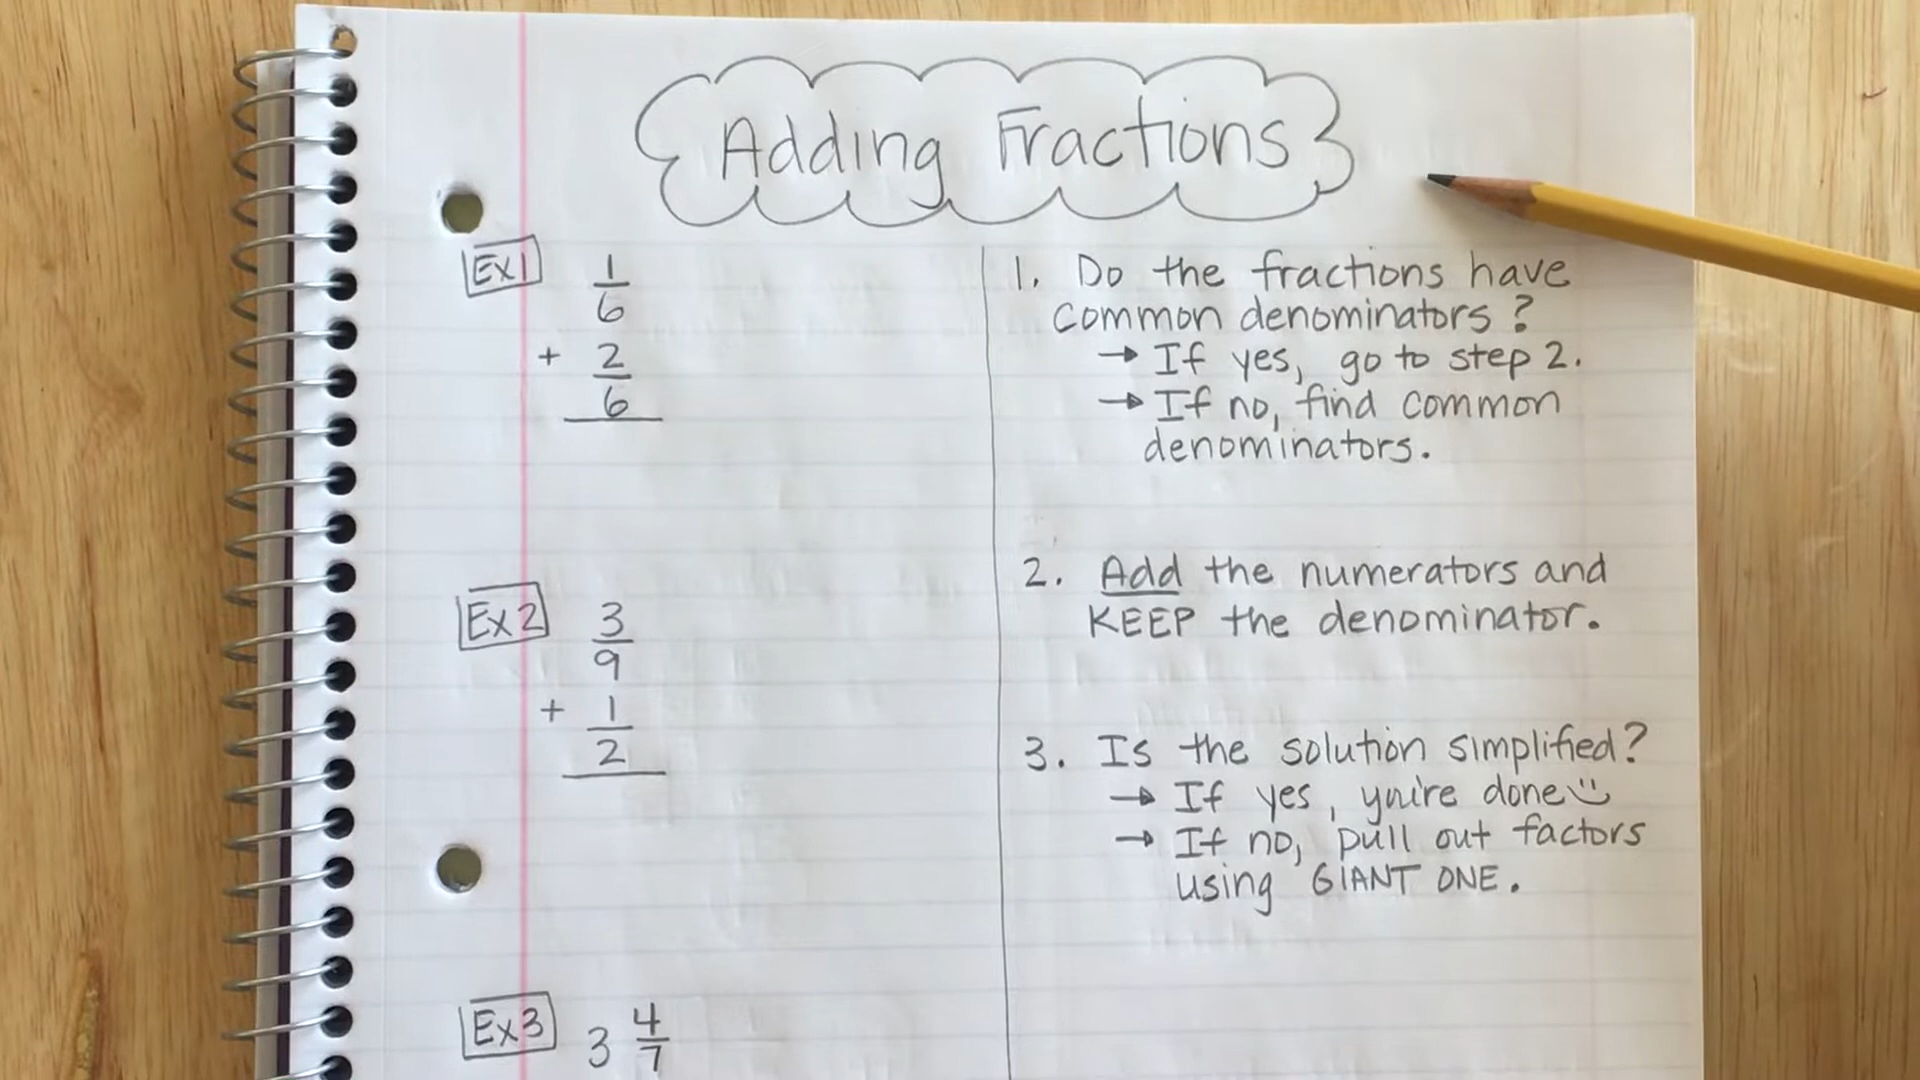 Adding Fractions
Ex1
1
6
+ 2
6
Ex2
3
9
+ 1
2
Ex3
3 4
7
1. Do the fractions have
common denominators?
→ If yes, go to step 2.
→ If no, find common
denominators.
2. Add the numerators and
KEEP the denominator.
3. Is the solution simplified?
→ If yes, you're done
→ If no, pull out factors
using GIANT ONE.